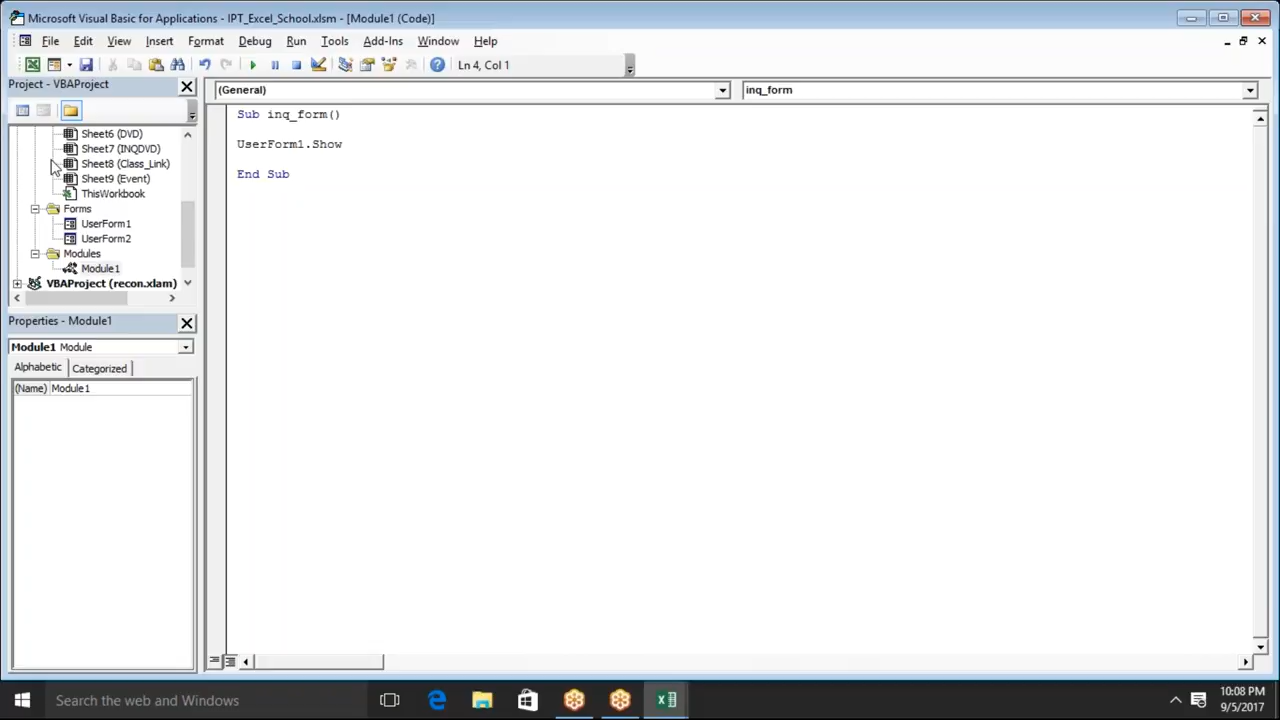 Microsoft Visual Basic for Applications - IPT_Excel_School.xlsm - [Module1 (Code)]
File Edit View Insert Format Debug Run Tools Add-Ins Window Help
Ln 4, Col 1
Project - VBAProject
(General)
inq_form
Sheet6 (DVD)
Sheet7 (INQDVD)
Sheet8 (Class_Link)
Sheet9 (Event)
ThisWorkbook
Forms
UserForm1
UserForm2
Modules
Module1
VBAProject (recon.xlam)
Sub inq_form()
UserForm1.Show
End Sub
Properties - Module1
Module1 Module
Alphabetic Categorized
(Name) Module1
Search the web and Windows
10:08 PM
9/5/2017